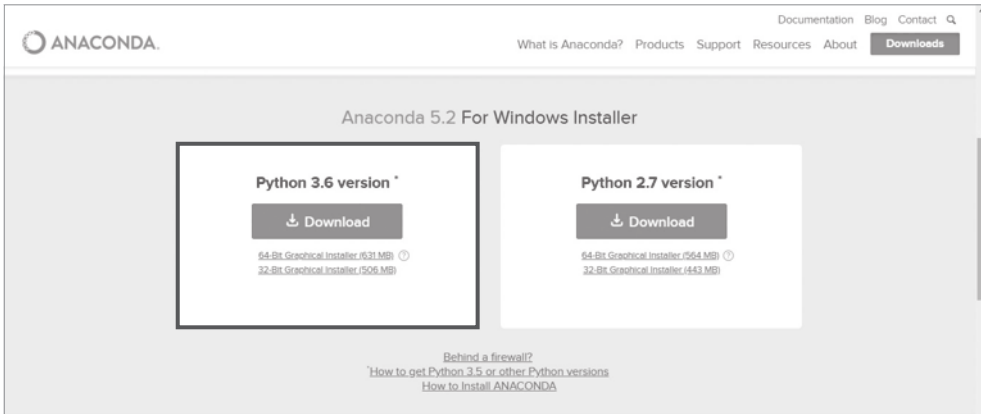 Documentation Blog Contact
ANACONDA.
What is Anaconda? Products Support Resources About Downloads
Anaconda 5.2 For Windows Installer
Python 3.6 version *
Download
64-Bit Graphical Installer (631 MB) ?
32-Bit Graphical Installer (506 MB)
Python 2.7 version *
Download
64-Bit Graphical Installer (564 MB) ?
32-Bit Graphical Installer (443 MB)
Behind a firewall?
*How to get Python 3.5 or other Python versions
How to Install ANACONDA